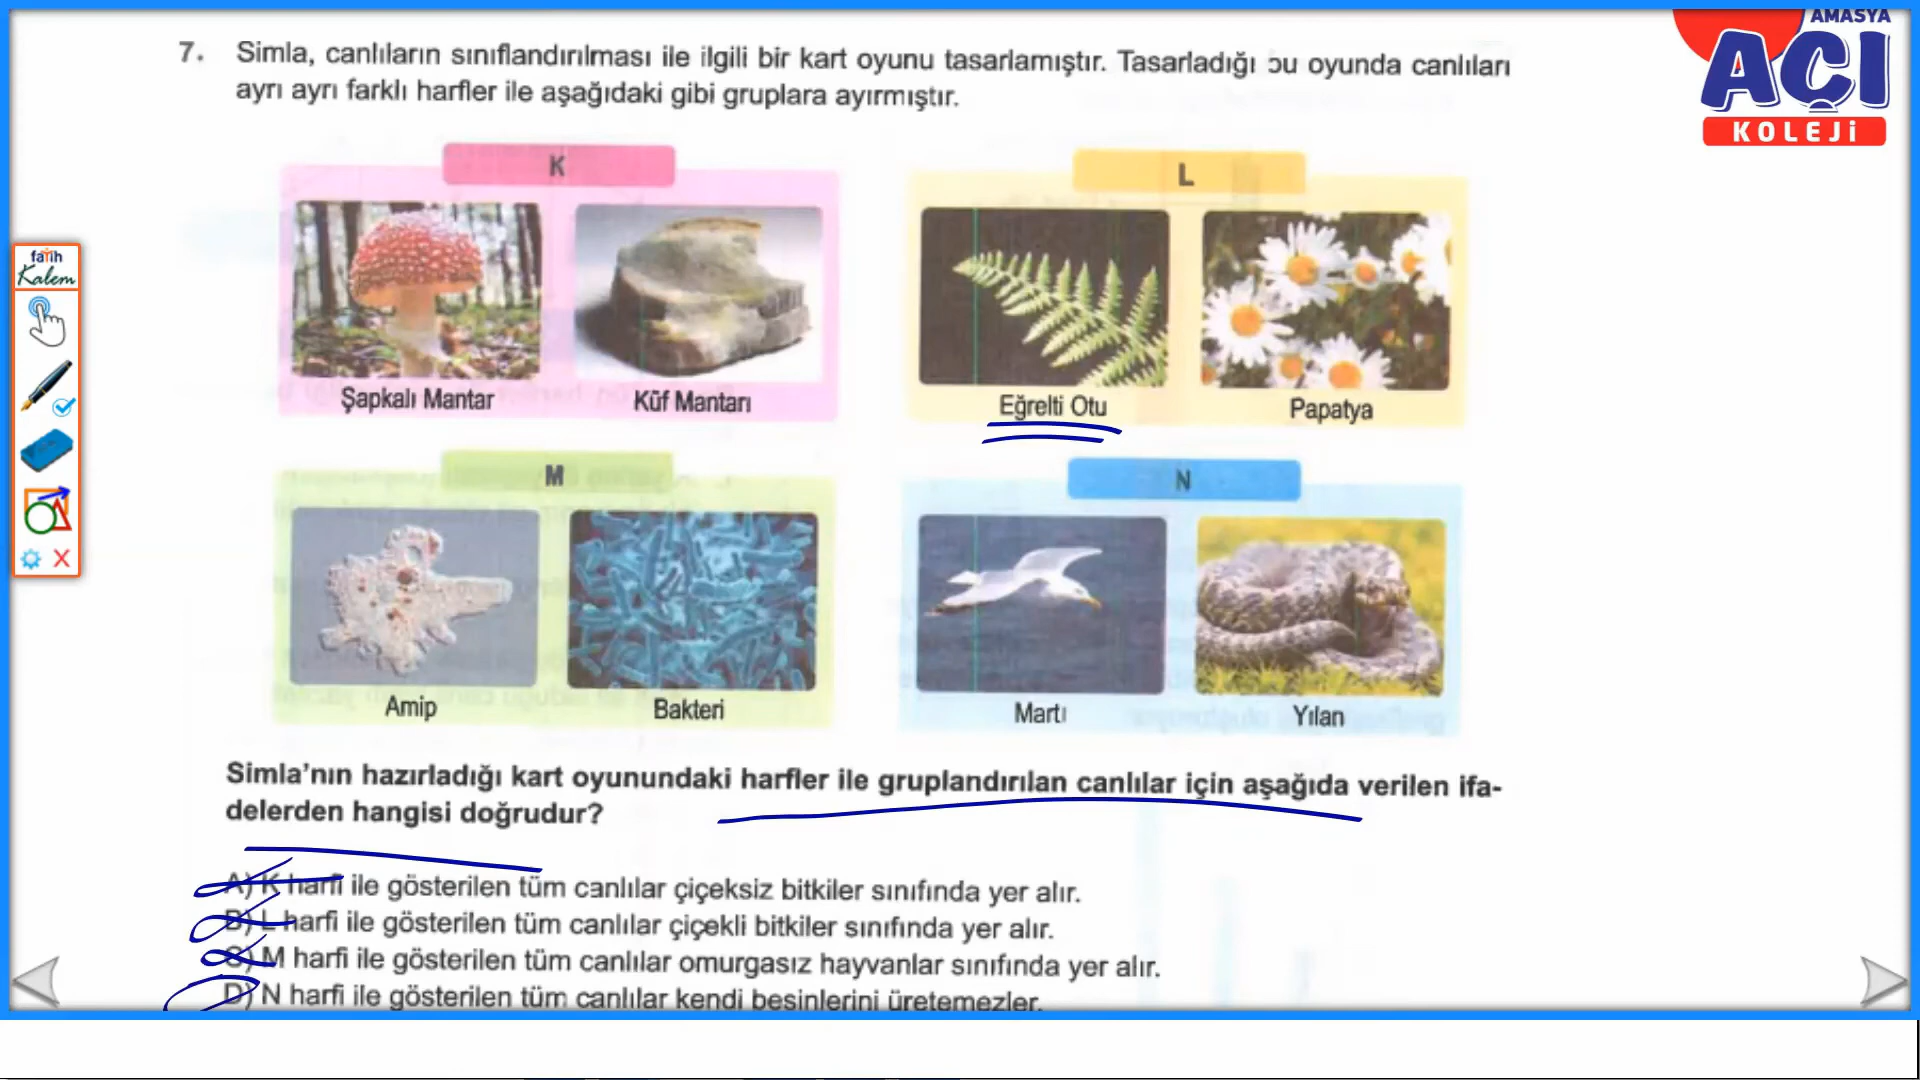 AMASYA
AÇI
KOLEJİ
7. Simla, canlıların sınıflandırılması ile ilgili bir kart oyunu tasarlamıştır. Tasarladığı bu oyunda canlıları
ayrı ayrı farklı harfler ile aşağıdaki gibi gruplara ayırmıştır.
K
Şapkalı Mantar
Küf Mantarı
L
Eğrelti Otu
Papatya
M
Amip
Bakteri
N
Martı
Yılan
fatih
Kalem
Simla'nın hazırladığı kart oyunundaki harfler ile gruplandırılan canlılar için aşağıda verilen ifa-
delerden hangisi doğrudur?
A) K harfi ile gösterilen tüm canlılar çiçeksiz bitkiler sınıfında yer alır.
B) L harfi ile gösterilen tüm canlılar çiçekli bitkiler sınıfında yer alır.
C) M harfi ile gösterilen tüm canlılar omurgasız hayvanlar sınıfında yer alır.
D) N harfi ile gösterilen tüm canlılar kendi besinlerini üretemezler.